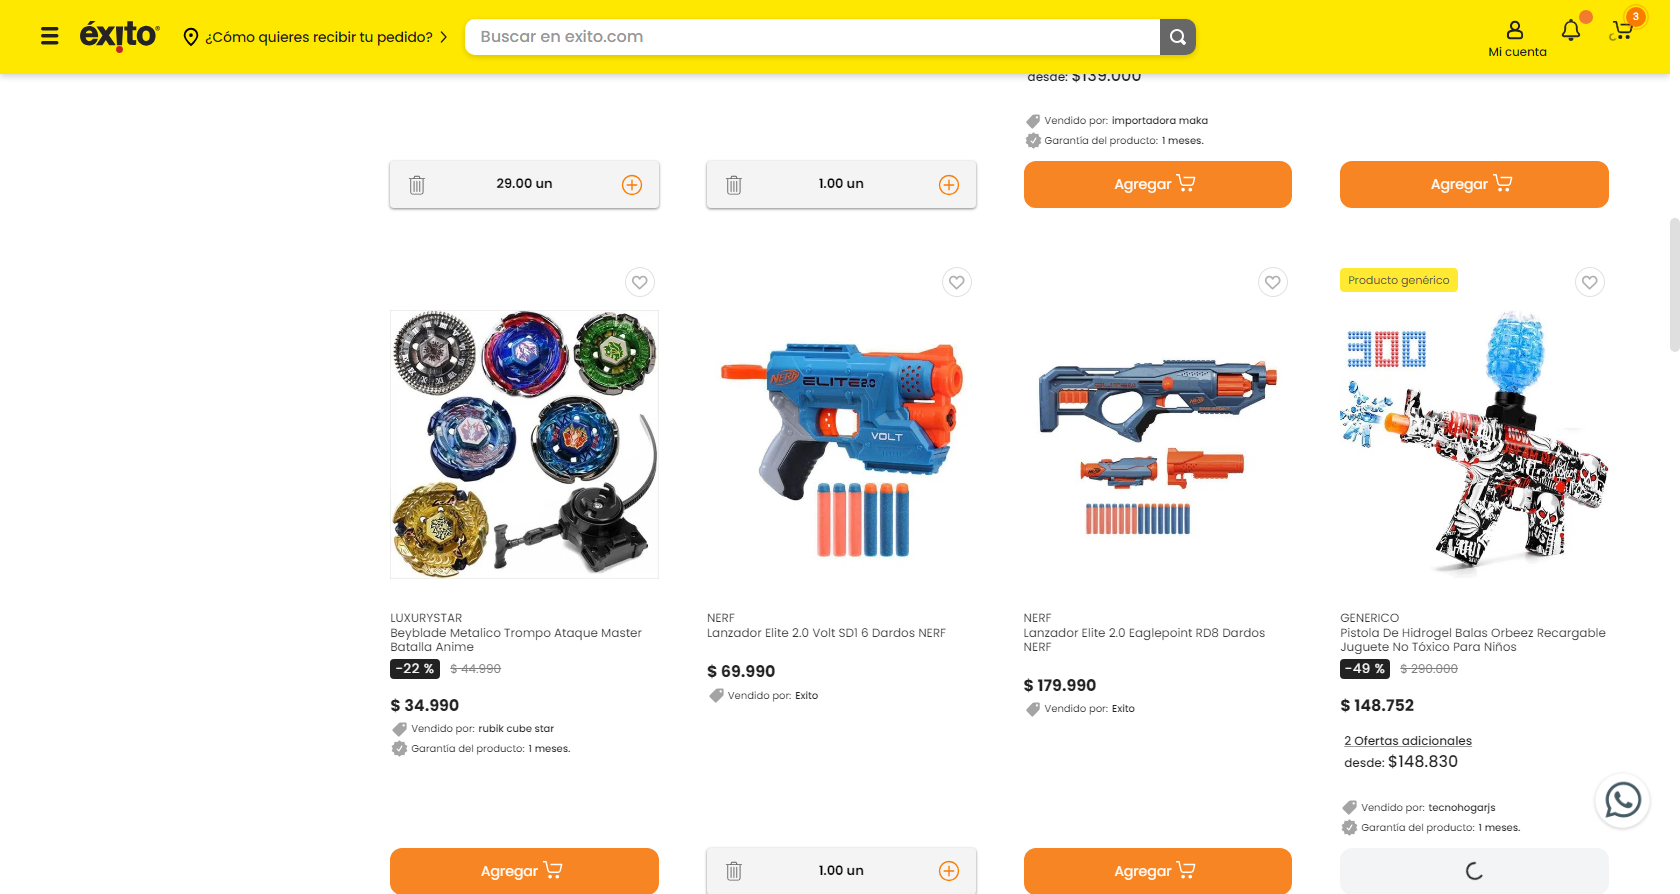 éxito
¿Cómo quieres recibir tu pedido?
Buscar en exito.com
Mi cuenta
3
desde: $139.000
Vendido por: importadora maka
Garantía del producto: 1 meses.
29.00 un
1.00 un
Agregar
Agregar
Producto genérico
300
NERF ELITE 2.0
VOLT
LUXURYSTAR
Beyblade Metalico Trompo Ataque Master
Batalla Anime
-22 % $ 44.990
$ 34.990
Vendido por: rubik cube star
Garantía del producto: 1 meses.
NERF
Lanzador Elite 2.0 Volt SD1 6 Dardos NERF
$ 69.990
Vendido por: Exito
NERF
Lanzador Elite 2.0 Eaglepoint RD8 Dardos
NERF
$ 179.990
Vendido por: Exito
GENERICO
Pistola De Hidrogel Balas Orbeez Recargable
Juguete No Tóxico Para Niños
-49 % $ 290.000
$ 148.752
2 Ofertas adicionales
desde: $148.830
Vendido por: tecnohogarjs
Garantía del producto: 1 meses.
Agregar
1.00 un
Agregar